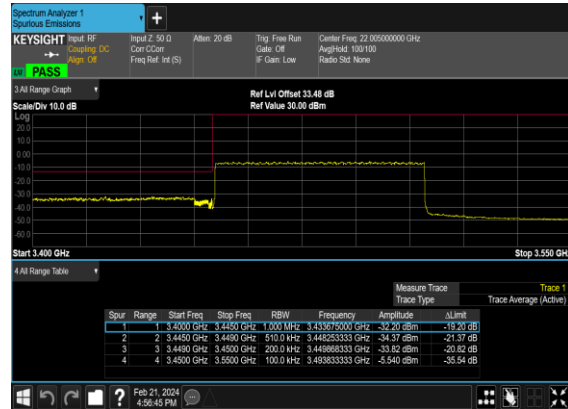 Spectrum Analyzer 1
Spurious Emissions
+
KEYSIGHT Input: RF Input Z: 50 Ω Atten: 20 dB Trig: Free Run Center Freq: 22.005000000 GHz
Coupling: DC Corr CCorr Gate: Off Avg|Hold: 100/100
Align: Off Freq Ref: Int (S) IF Gain: Low Radio Std: None
LW PASS
3 All Range Graph
Ref Lvl Offset 33.48 dB
Scale/Div 10.0 dB Ref Value 30.00 dBm
Log
20.0
10.0
0.00
-10.0
-20.0
-30.0
-40.0
-50.0
-60.0
Start 3.400 GHz Stop 3.550 GHz
4 All Range Table
Measure Trace Trace 1
Trace Type Trace Average (Active)
Spur Range Start Freq Stop Freq RBW Frequency Amplitude ΔLimit
1 1 3.4000 GHz 3.4450 GHz 1.000 MHz 3.433675000 GHz -32.20 dBm -19.20 dB
2 2 3.4450 GHz 3.4490 GHz 510.0 kHz 3.448253333 GHz -34.37 dBm -21.37 dB
3 3 3.4490 GHz 3.4500 GHz 200.0 kHz 3.449868333 GHz -33.82 dBm -20.82 dB
4 4 3.4500 GHz 3.5500 GHz 100.0 kHz 3.493833333 GHz -5.540 dBm -35.54 dB
? Feb 21, 2024
4:56:45 PM